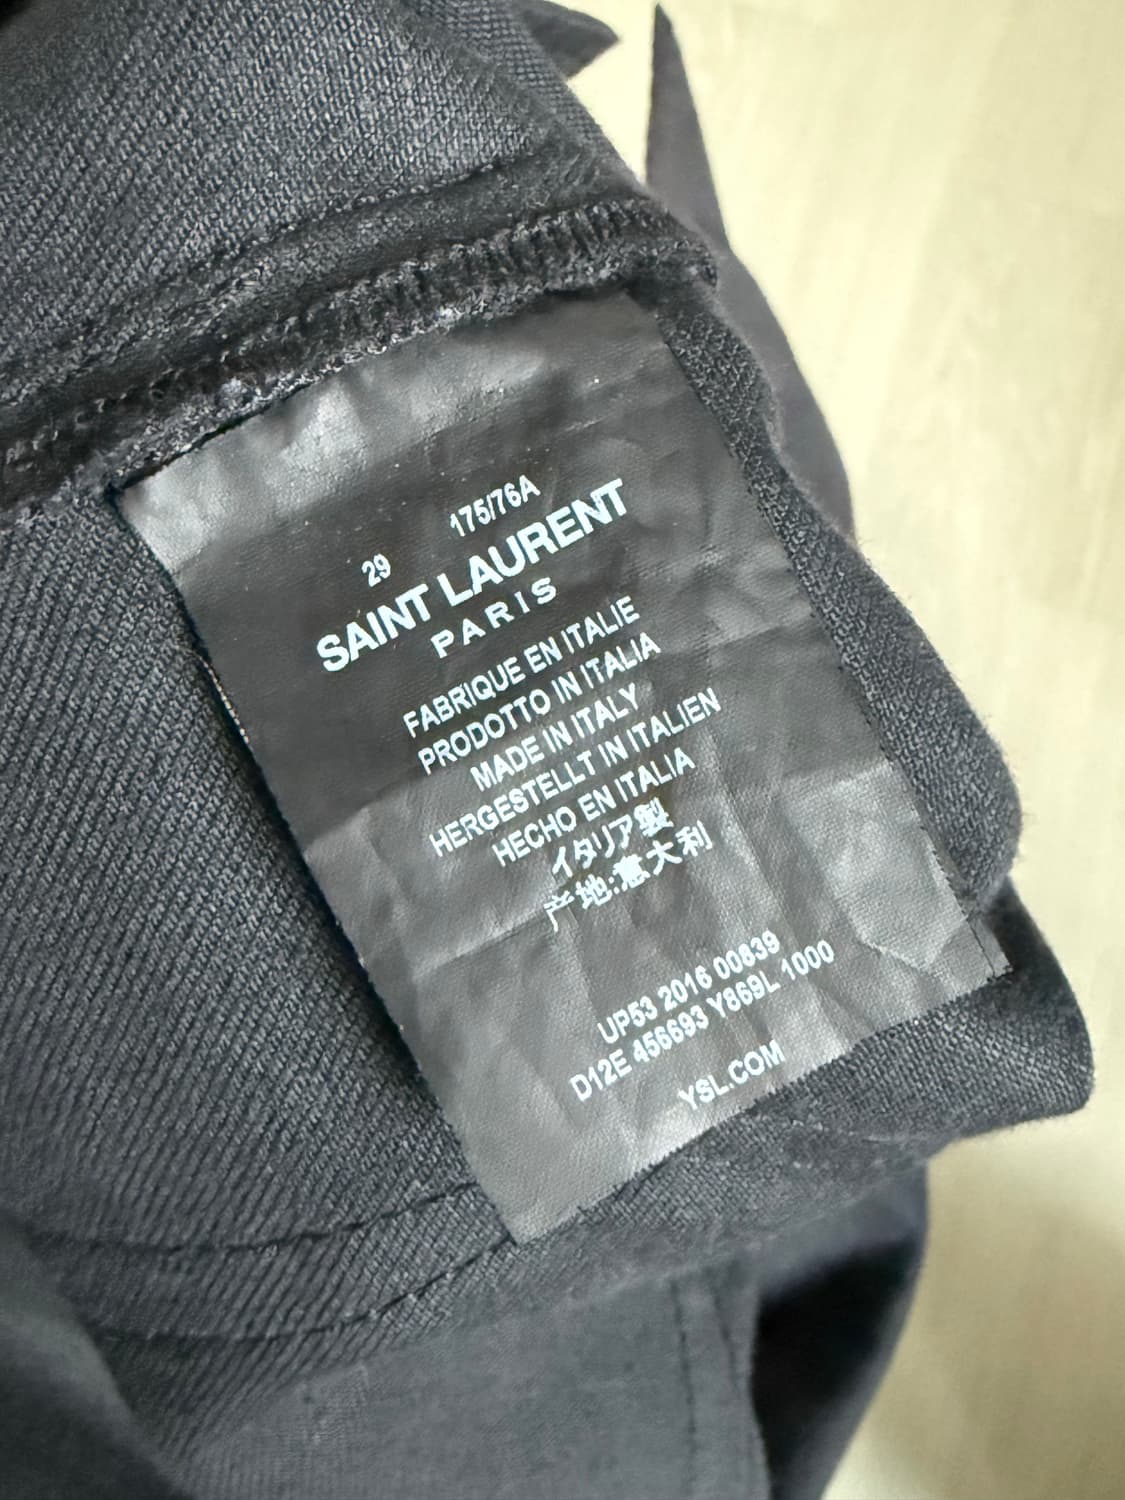 29 175/76A
SAINT LAURENT
PARIS
FABRIQUE EN ITALIE
PRODOTTO IN ITALIA
MADE IN ITALY
HERGESTELLT IN ITALIEN
HECHO EN ITALIA
イタリア製
产地:意大利
UP53 2016 00839
D12E 456693 Y869L 1000
YSL.COM